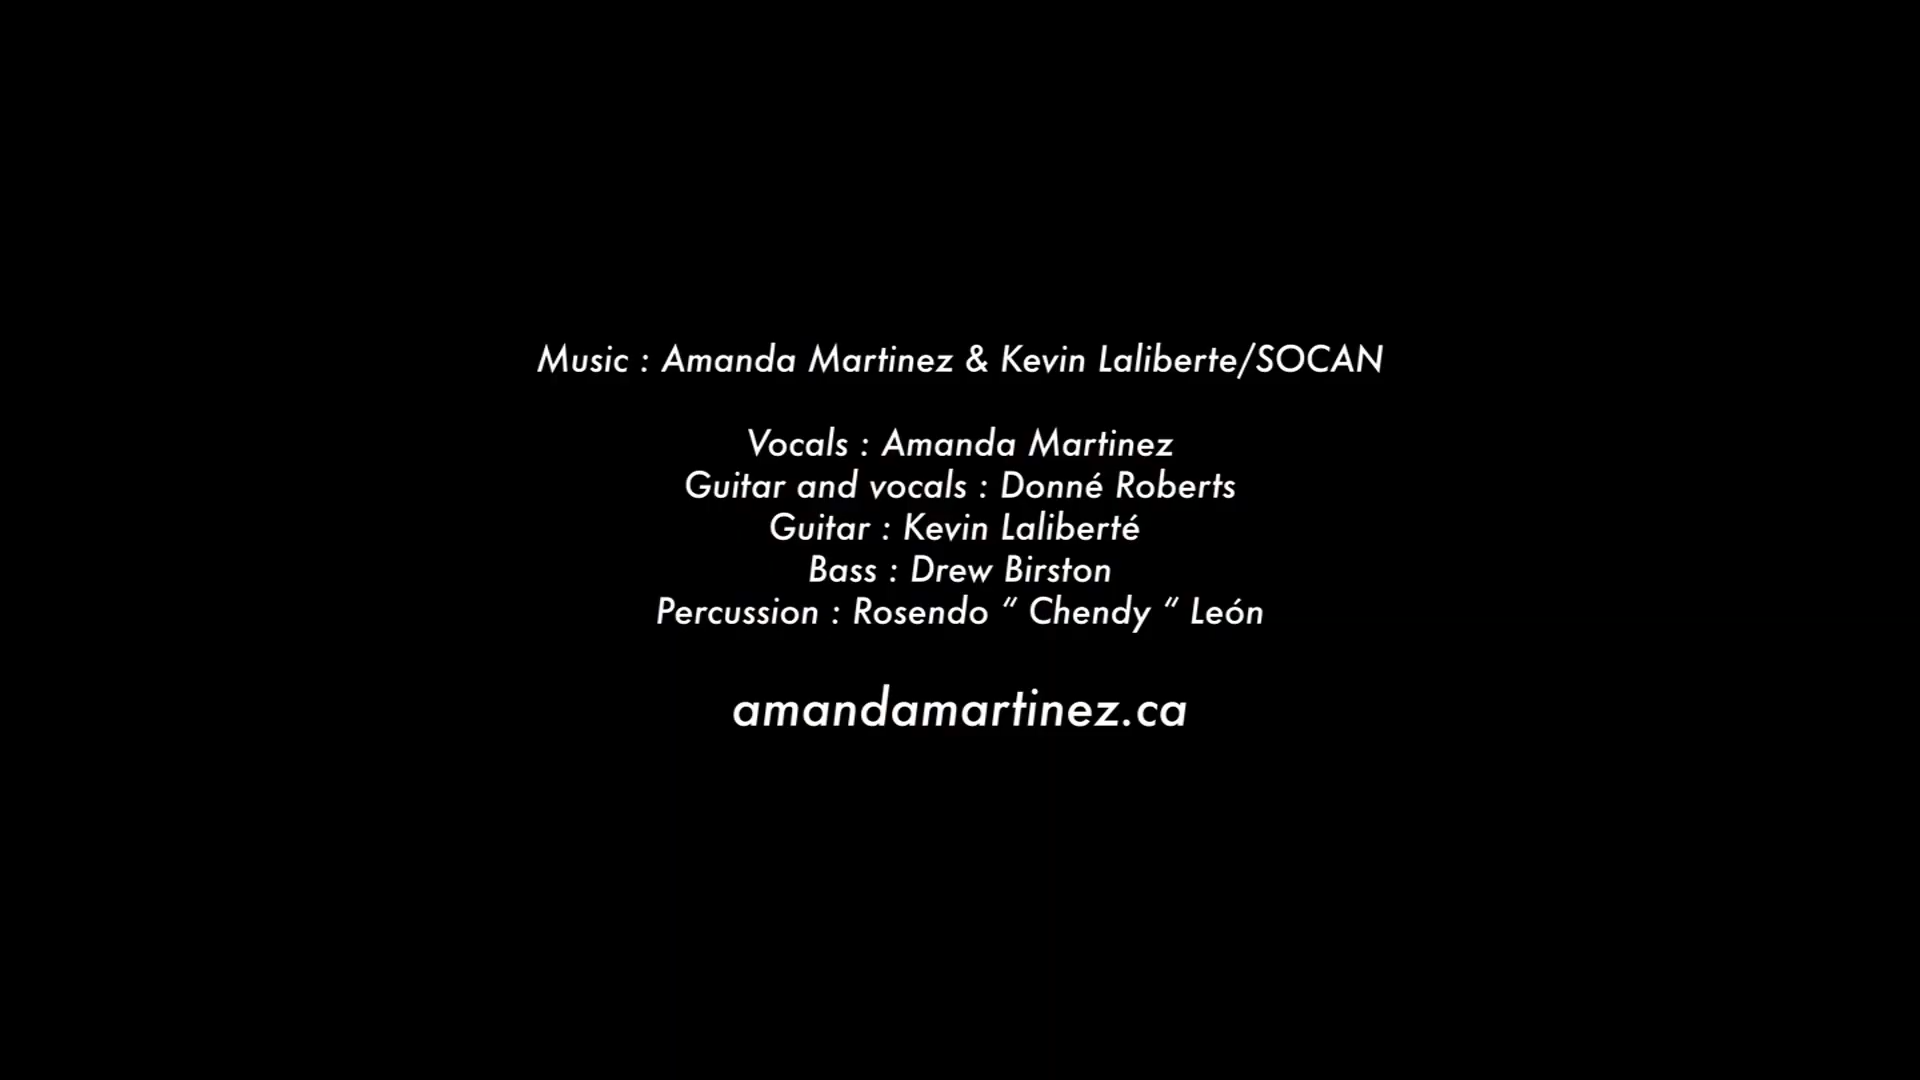 Music : Amanda Martinez & Kevin Laliberte/SOCAN
Vocals : Amanda Martinez
Guitar and vocals : Donné Roberts
Guitar : Kevin Laliberté
Bass : Drew Birston
Percussion : Rosendo “ Chendy “ León
amandamartinez.ca